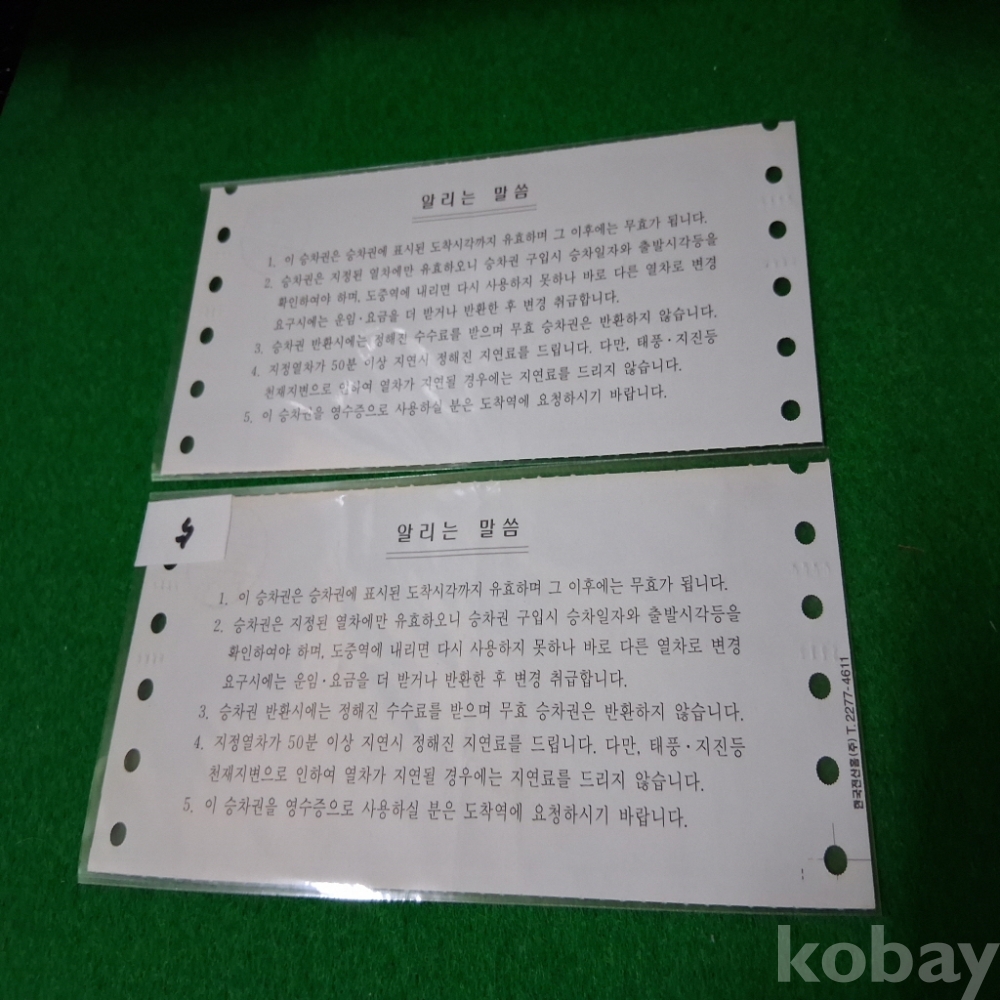 알리는 말씀
1. 이 승차권은 승차권에 표시된 도착시각까지 유효하며 그 이후에는 무효가 됩니다.
2. 승차권은 지정된 열차에만 유효하오니 승차권 구입시 승차일자와 출발시각등을
확인하여야 하며, 도중역에 내리면 다시 사용하지 못하나 바로 다른 열차로 변경
요구시에는 운임·요금을 더 받거나 반환한 후 변경 취급합니다.
3. 승차권 반환시에는 정해진 수수료를 받으며 무효 승차권은 반환하지 않습니다.
4. 지정열차가 50분 이상 지연시 정해진 지연료를 드립니다. 다만, 태풍·지진등
천재지변으로 인하여 열차가 지연될 경우에는 지연료를 드리지 않습니다.
5. 이 승차권을 영수증으로 사용하실 분은 도착역에 요청하시기 바랍니다.
알리는 말씀
1. 이 승차권은 승차권에 표시된 도착시각까지 유효하며 그 이후에는 무효가 됩니다.
2. 승차권은 지정된 열차에만 유효하오니 승차권 구입시 승차일자와 출발시각등을
확인하여야 하며, 도중역에 내리면 다시 사용하지 못하나 바로 다른 열차로 변경
요구시에는 운임·요금을 더 받거나 반환한 후 변경 취급합니다.
3. 승차권 반환시에는 정해진 수수료를 받으며 무효 승차권은 반환하지 않습니다.
4. 지정열차가 50분 이상 지연시 정해진 지연료를 드립니다. 다만, 태풍·지진등
천재지변으로 인하여 열차가 지연될 경우에는 지연료를 드리지 않습니다.
5. 이 승차권을 영수증으로 사용하실 분은 도착역에 요청하시기 바랍니다.
한국전산홈(주) T. 2277-4611
kobay